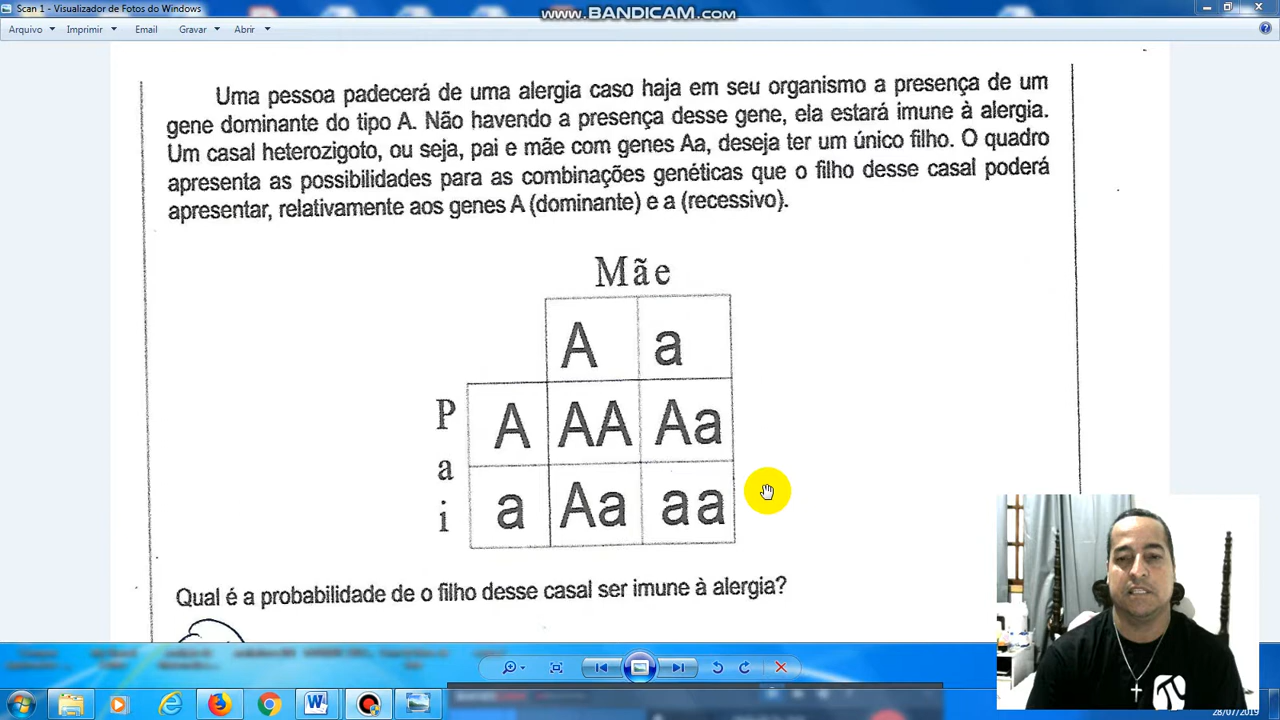 Scan 1 - Visualizador de Fotos do Windows
www.BANDICAM.com
Arquivo Imprimir Email Gravar Abrir
Uma pessoa padecerá de uma alergia caso haja em seu organismo a presença de um
gene dominante do tipo A. Não havendo a presença desse gene, ela estará imune à alergia.
Um casal heterozigoto, ou seja, pai e mãe com genes Aa, deseja ter um único filho. O quadro
apresenta as possibilidades para as combinações genéticas que o filho desse casal poderá
apresentar, relativamente aos genes A (dominante) e a (recessivo).
Mãe
A a
P
A AA Aa
a
a Aa aa
i
Qual é a probabilidade de o filho desse casal ser imune à alergia?
28/07/2019